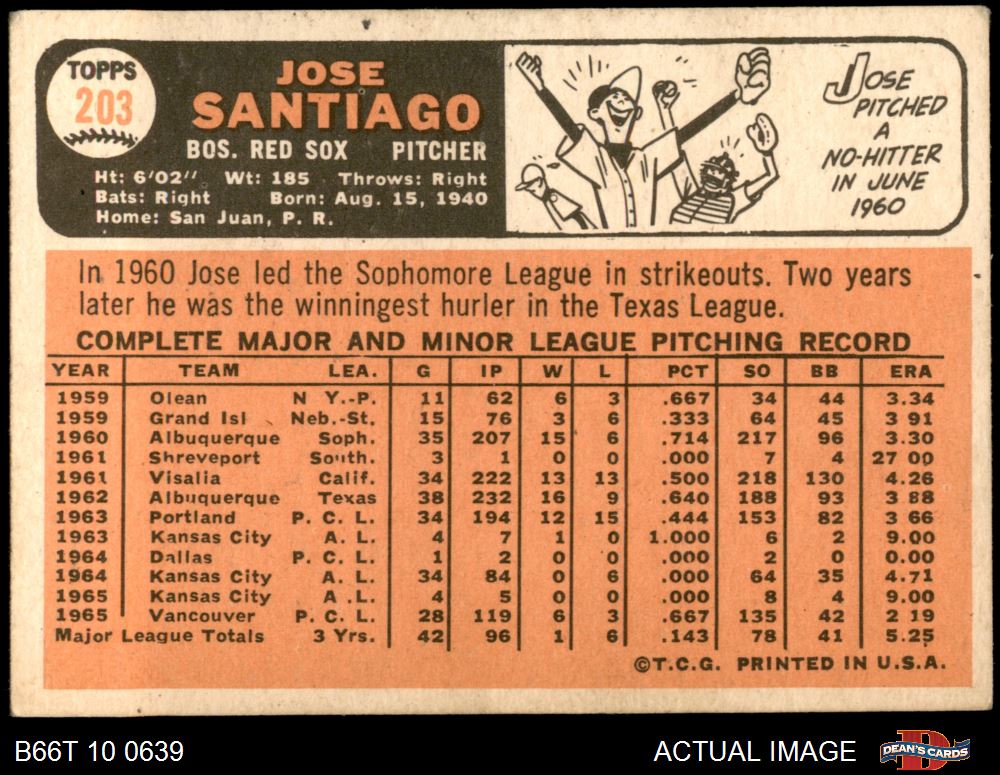 TOPPS
203
JOSE
SANTIAGO
BOS. RED SOX PITCHER
Ht: 6'02" Wt: 185 Throws: Right
Bats: Right Born: Aug. 15, 1940
Home: San Juan, P. R.
JOSE
PITCHED
A
NO-HITTER
IN JUNE
1960
In 1960 Jose led the Sophomore League in strikeouts. Two years
later he was the winningest hurler in the Texas League.
COMPLETE MAJOR AND MINOR LEAGUE PITCHING RECORD
YEAR TEAM LEA. G IP W L PCT SO BB ERA
1959 Olean N Y.-P. 11 62 6 3 .667 34 44 3.34
1959 Grand Isl Neb.-St. 15 76 3 6 .333 64 45 3 91
1960 Albuquerque Soph. 35 207 15 6 .714 217 96 3.30
1961 Shreveport South. 3 1 0 0 .000 7 4 27 00
1961 Visalia Calif. 34 222 13 13 .500 218 130 4.26
1962 Albuquerque Texas 38 232 16 9 .640 188 93 3 88
1963 Portland P. C. L. 34 194 12 15 .444 153 82 3 66
1963 Kansas City A. L. 4 7 1 0 1.000 6 2 9.00
1964 Dallas P. C. L. 1 2 0 0 .000 2 0 0.00
1964 Kansas City A. L. 34 84 0 6 .000 64 35 4.71
1965 Kansas City A .L. 4 5 0 0 .000 8 4 9.00
1965 Vancouver P. C. L. 28 119 6 3 .667 135 42 2 19
Major League Totals 3 Yrs. 42 96 1 6 .143 78 41 5.25
©T.C.G. PRINTED IN U.S.A.
B66T 10 0639 ACTUAL IMAGE
DEAN'S CARDS